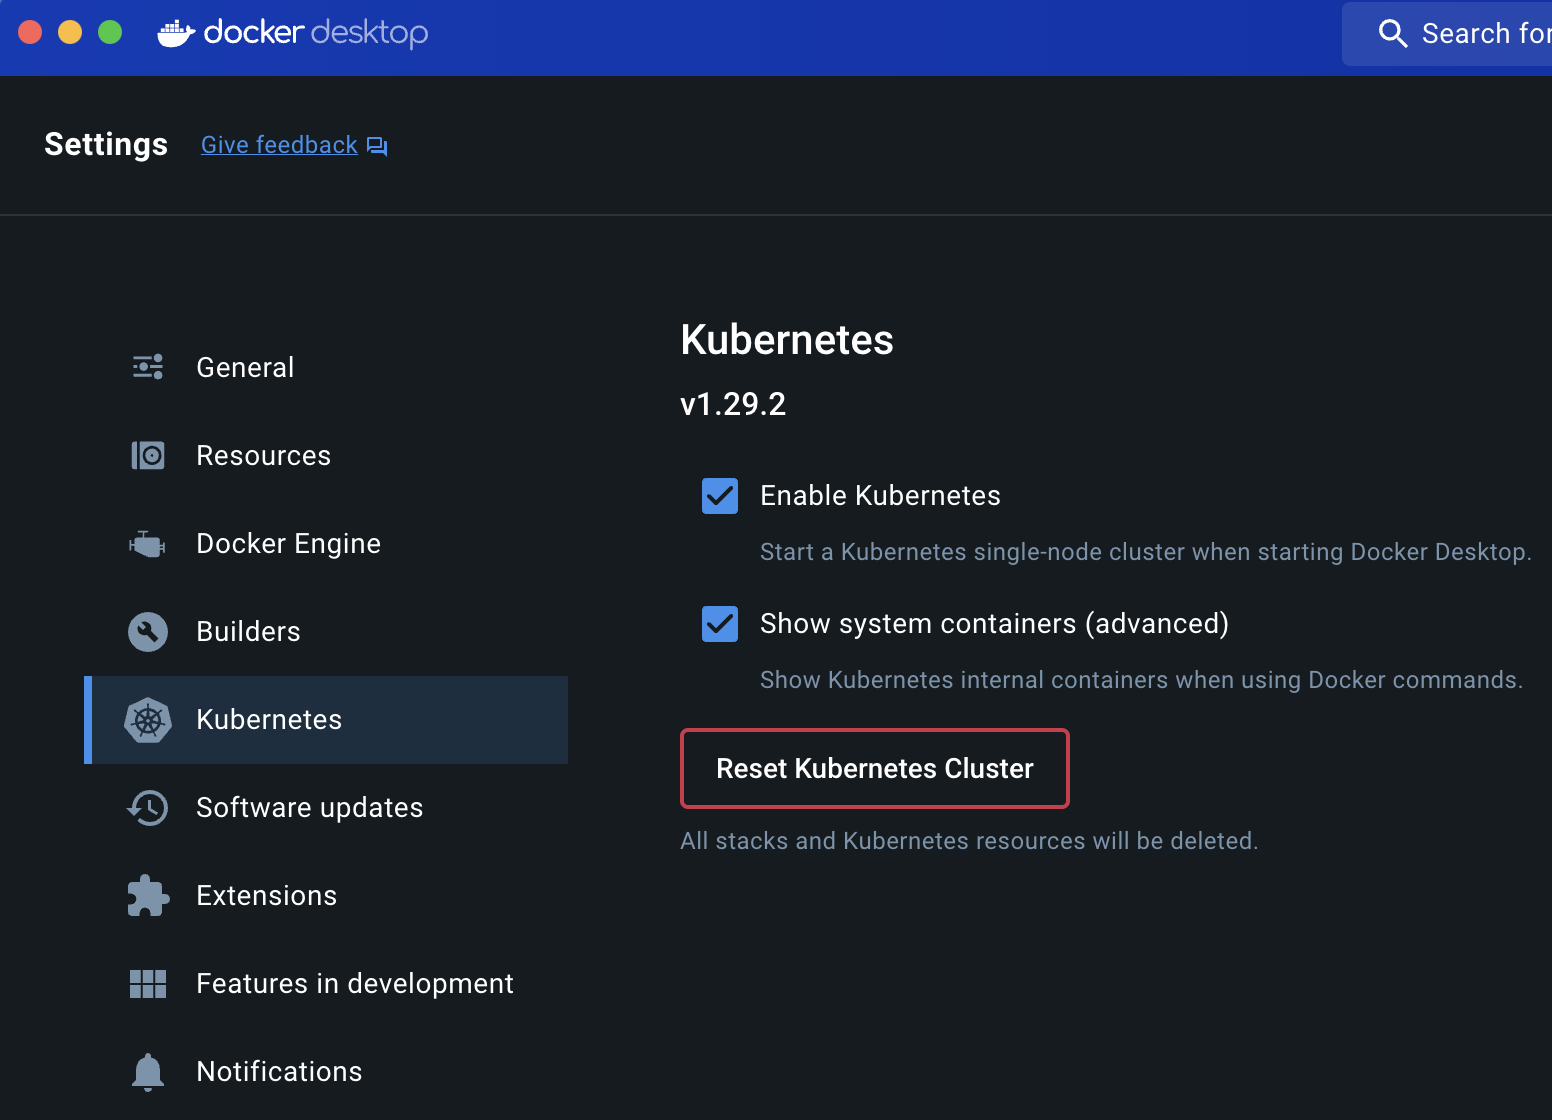 docker desktop
Search for
Settings
Give feedback
General
Resources
Docker Engine
Builders
Kubernetes
Software updates
Extensions
Features in development
Notifications
Kubernetes
v1.29.2
Enable Kubernetes
Start a Kubernetes single-node cluster when starting Docker Desktop.
Show system containers (advanced)
Show Kubernetes internal containers when using Docker commands.
Reset Kubernetes Cluster
All stacks and Kubernetes resources will be deleted.